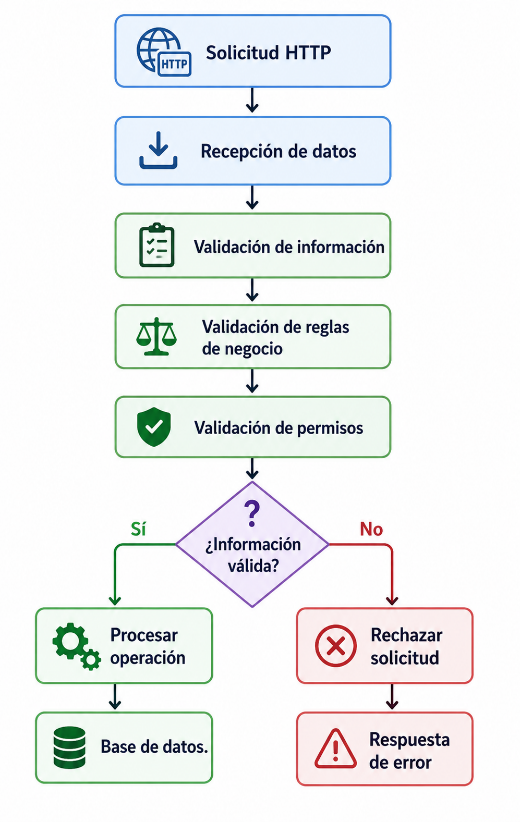 HTTP
Solicitud HTTP
Recepción de datos
Validación de información
Validación de reglas
de negocio
Validación de permisos
?
¿Información
válida?
Sí
No
Procesar
operación
Rechazar
solicitud
Base de datos.
Respuesta
de error